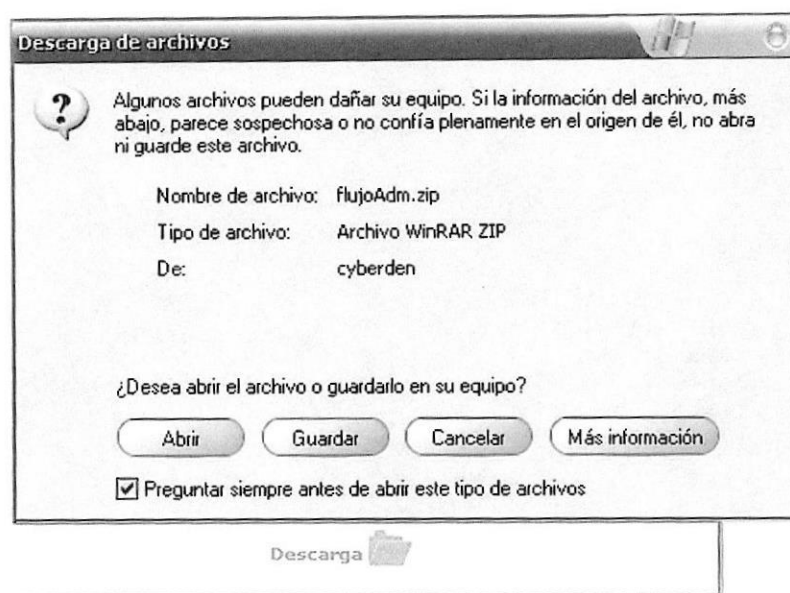 Descarga de archivos
?
Algunos archivos pueden dañar su equipo. Si la información del archivo, más
abajo, parece sospechosa o no confía plenamente en el origen de él, no abra
ni guarde este archivo.
Nombre de archivo: flujoAdm.zip
Tipo de archivo: Archivo WinRAR ZIP
De: cyberden
¿Desea abrir el archivo o guardarlo en su equipo?
Abrir Guardar Cancelar Más información
Preguntar siempre antes de abrir este tipo de archivos
Descarga